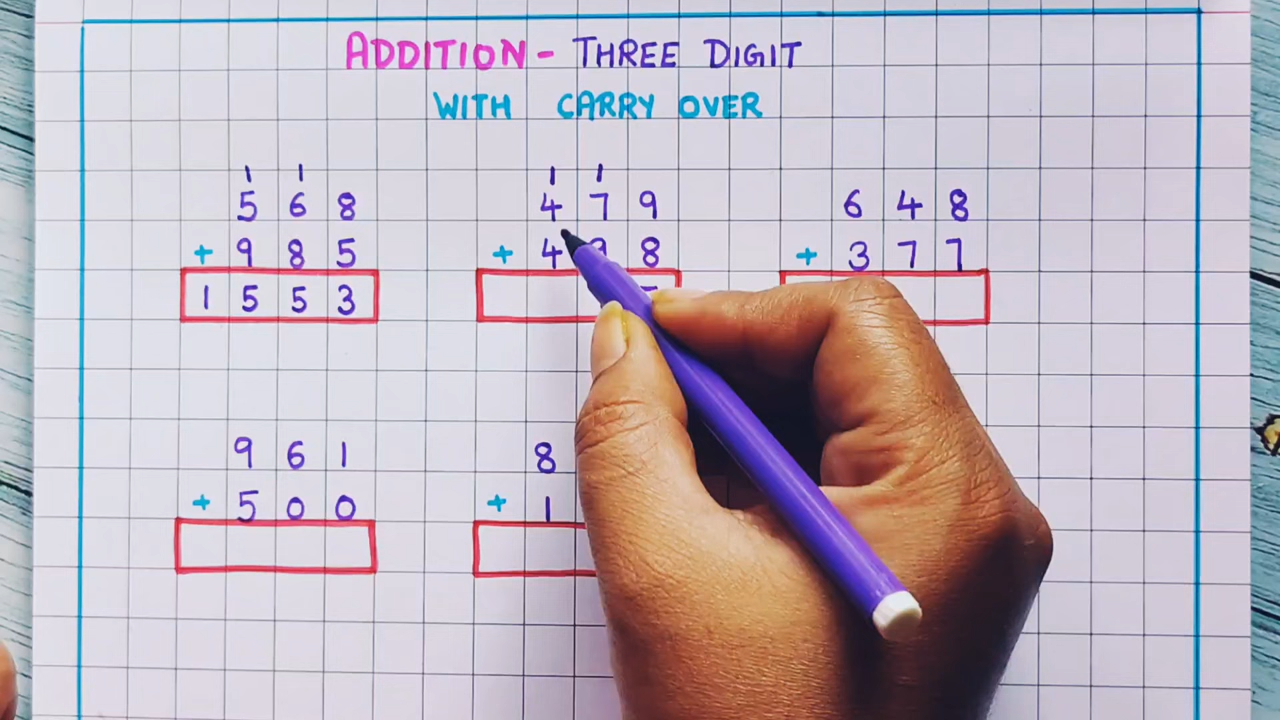 ADDITION - THREE DIGIT
WITH CARRY OVER
1 1
5 6 8
+ 9 8 5
1 5 5 3
1 1
4 7 9
+ 4 9 8
6 4 8
+ 3 7 7
9 6 1
+ 5 0 0
8
+ 1